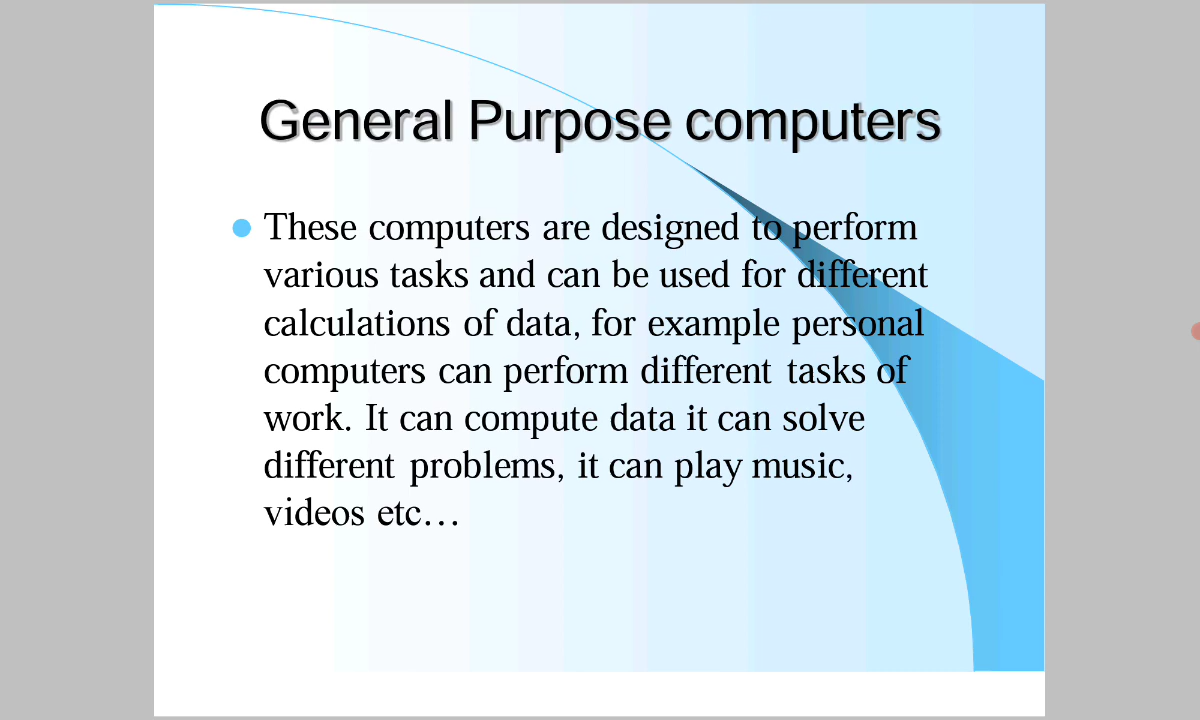 General Purpose computers
These computers are designed to perform
various tasks and can be used for different
calculations of data, for example personal
computers can perform different tasks of
work. It can compute data it can solve
different problems, it can play music,
videos etc…